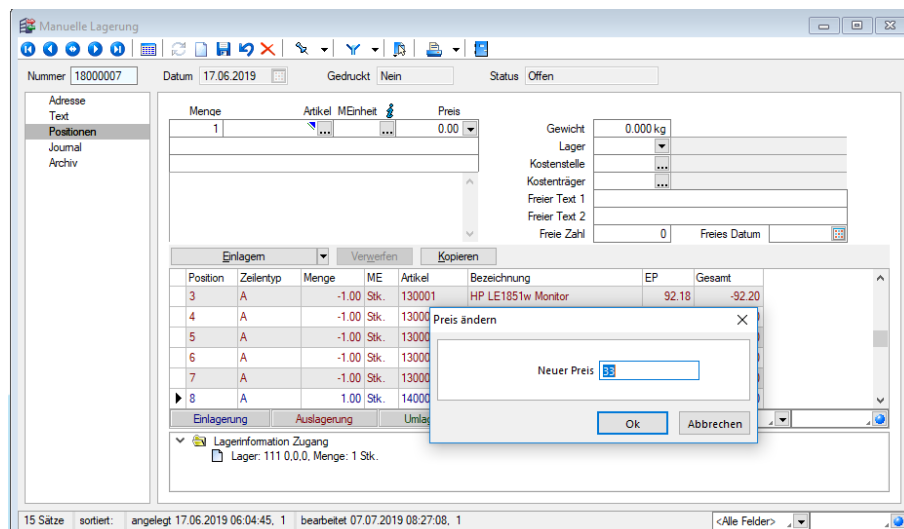 Manuelle Lagerung
Nummer 18000007 Datum 17.06.2019 Gedruckt Nein Status Offen
Adresse
Text
Positionen
Journal
Archiv
Menge Artikel MEinheit Preis
1 ... ... 0.00
Gewicht 0.000 kg
Lager
Kostenstelle ...
Kostenträger ...
Freier Text 1
Freier Text 2
Freie Zahl 0 Freies Datum
Einlagern Verwerfen Kopieren
Position Zeilentyp Menge ME Artikel Bezeichnung EP Gesamt
3 A -1.00 Stk. 130001 HP LE1851w Monitor 92.18 -92.20
4 A -1.00 Stk. 13000
5 A -1.00 Stk. 13000
6 A -1.00 Stk. 13000
7 A -1.00 Stk. 13000
8 A 1.00 Stk. 14000
Preis ändern
Neuer Preis 33
Ok Abbrechen
Einlagerung Auslagerung Umlag
Lagerinformation Zugang
Lager: 111 0,0,0, Menge: 1 Stk.
15 Sätze sortiert: angelegt 17.06.2019 06:04:45, 1 bearbeitet 07.07.2019 08:27:08, 1 <Alle Felder>